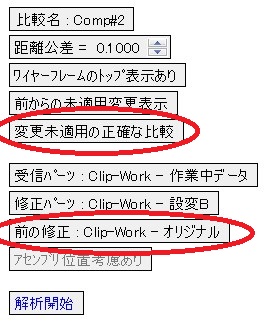 比較名 : Comp#2
距離公差 = 0.1000
ワイヤーフレームのトップ表示あり
前からの未適用変更表示
変更未適用の正確な比較
受信パーツ : Clip-Work - 作業中データ
修正パーツ : Clip-Work - 設変B
前の修正 : Clip-Work - オリジナル
アセンブリ位置考慮あり
解析開始